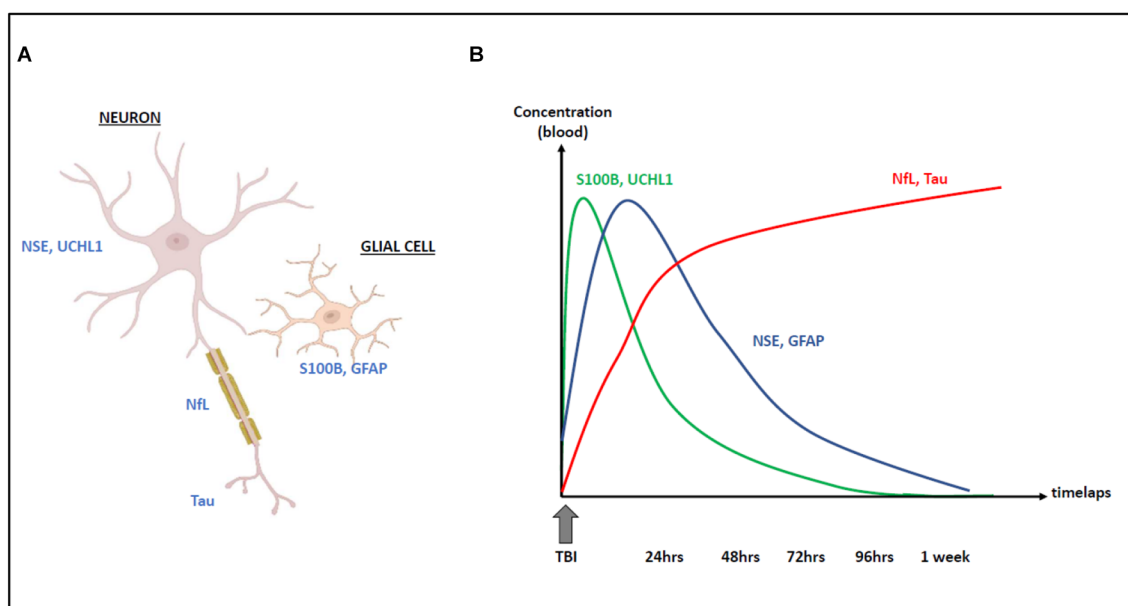 A
NEURON
NSE, UCHL1
GLIAL CELL
S100B, GFAP
NfL
Tau
B
Concentration
(blood)
S100B, UCHL1
NfL, Tau
NSE, GFAP
timelaps
TBI 24hrs 48hrs 72hrs 96hrs 1 week